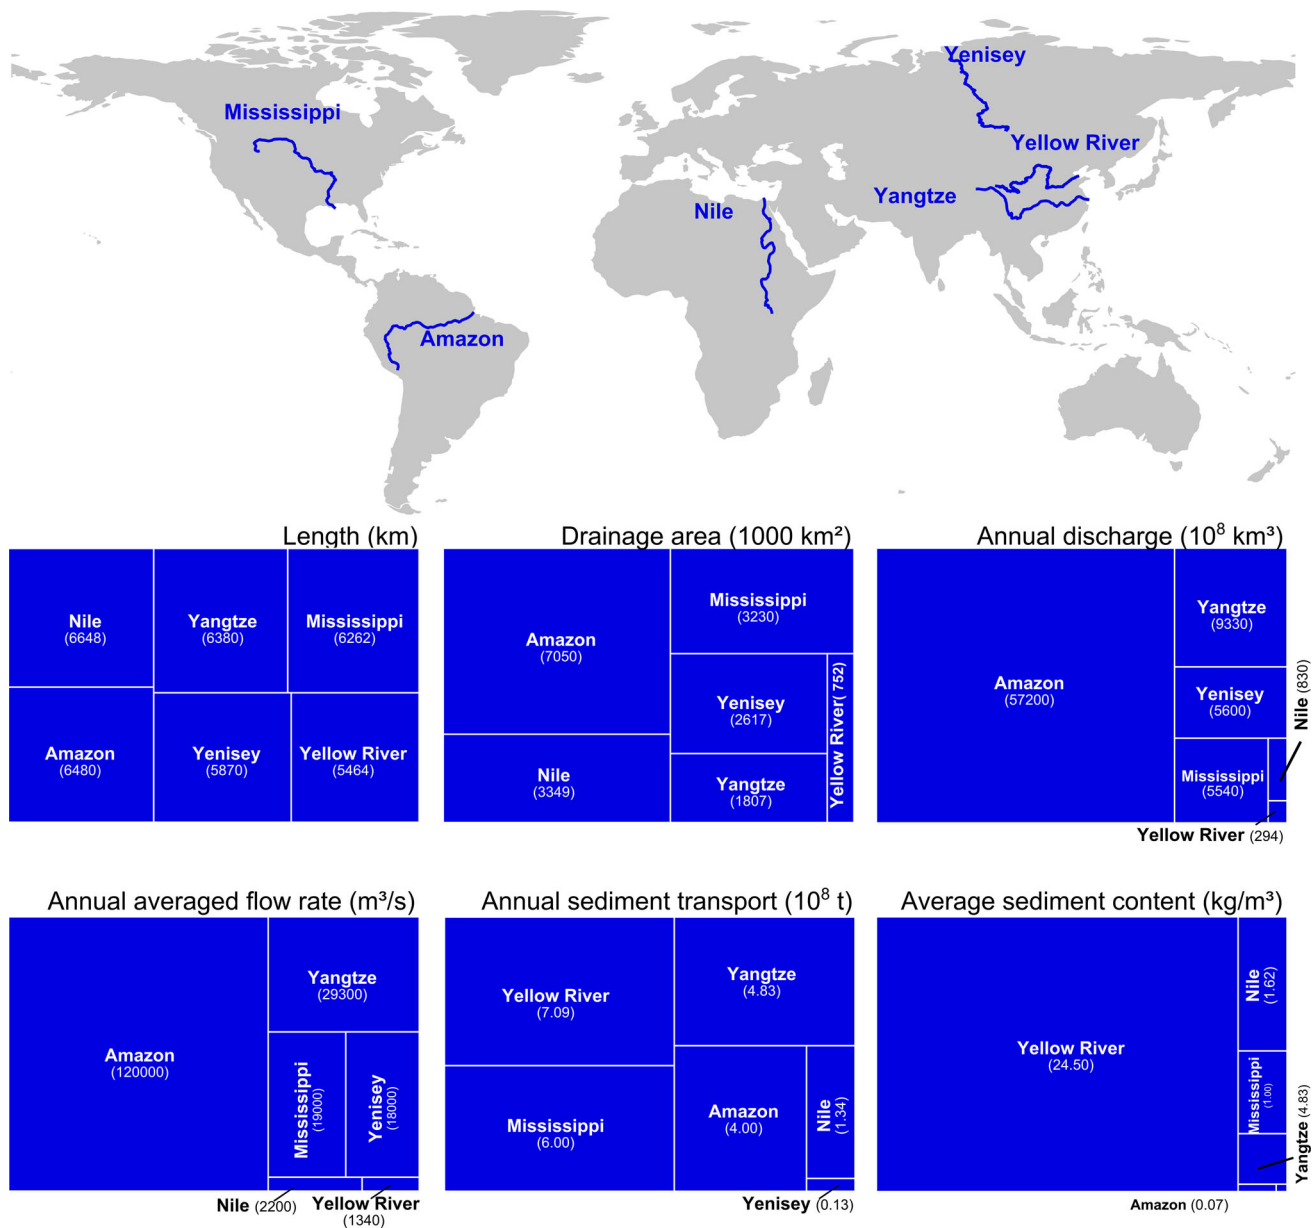 Yenisey
Mississippi
Yellow River
Yangtze
Nile
Amazon
Length (km)
Nile
(6648)
Yangtze
(6380)
Mississippi
(6262)
Amazon
(6480)
Yenisey
(5870)
Yellow River
(5464)
Drainage area (1000 km²)
Amazon
(7050)
Mississippi
(3230)
Yenisey
(2617)
Yellow River( 752)
Nile
(3349)
Yangtze
(1807)
Annual discharge (10⁸ km³)
Amazon
(57200)
Yangtze
(9330)
Yenisey
(5600)
Mississippi
(5540)
Nile (830)
Yellow River (294)
Annual averaged flow rate (m³/s)
Amazon
(120000)
Yangtze
(29300)
Mississippi
(19000)
Yenisey
(18000)
Nile (2200)
Yellow River
(1340)
Annual sediment transport (10⁸ t)
Yellow River
(7.09)
Yangtze
(4.83)
Mississippi
(6.00)
Amazon
(4.00)
Nile
(1.34)
Yenisey (0.13)
Average sediment content (kg/m³)
Yellow River
(24.50)
Nile
(1.62)
Mississippi
(1.00)
Yangtze (4.83)
Amazon (0.07)